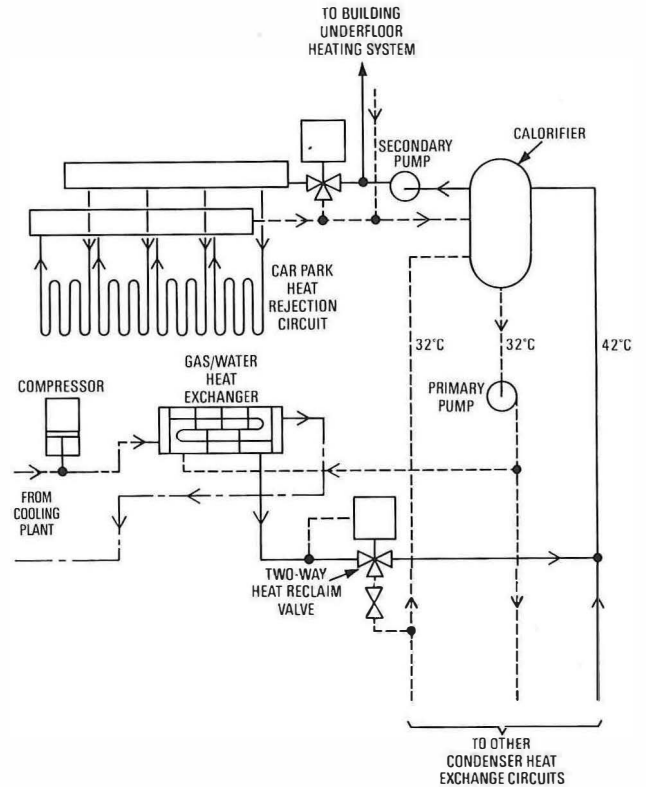 TO BUILDING
UNDERFLOOR
HEATING SYSTEM
SECONDARY
PUMP
CALORIFIER
CAR PARK
HEAT
REJECTION
CIRCUIT
32°C
32°C
42°C
GAS/WATER
HEAT
EXCHANGER
COMPRESSOR
PRIMARY
PUMP
FROM
COOLING
PLANT
TWO-WAY
HEAT RECLAIM
VALVE
TO OTHER
CONDENSER HEAT
EXCHANGE CIRCUITS